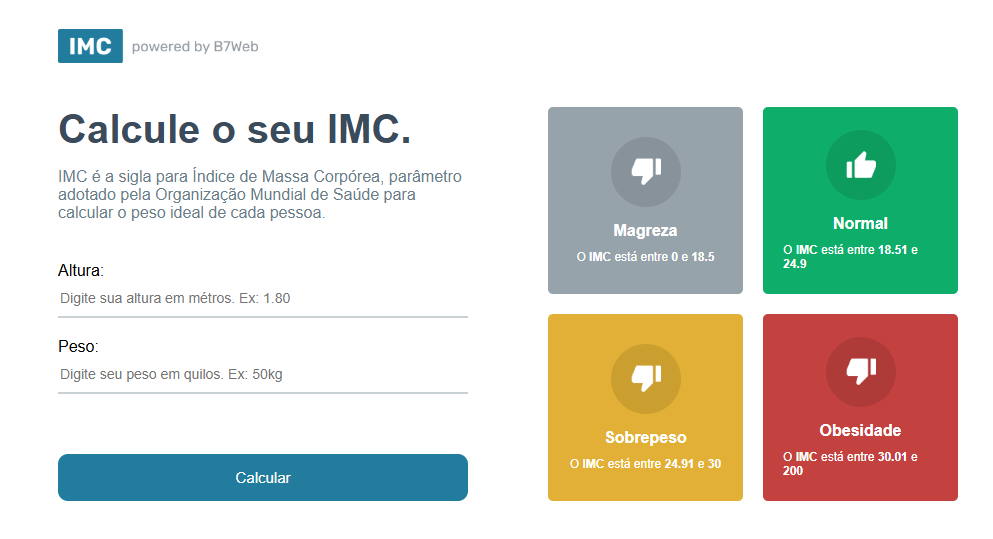 IMC powered by B7Web
Calcule o seu IMC.
IMC é a sigla para Índice de Massa Corpórea, parâmetro
adotado pela Organização Mundial de Saúde para
calcular o peso ideal de cada pessoa.
Altura:
Digite sua altura em métros. Ex: 1.80
Peso:
Digite seu peso em quilos. Ex: 50kg
Calcular
Magreza
O IMC está entre 0 e 18.5
Normal
O IMC está entre 18.51 e
24.9
Sobrepeso
O IMC está entre 24.91 e 30
Obesidade
O IMC está entre 30.01 e
200